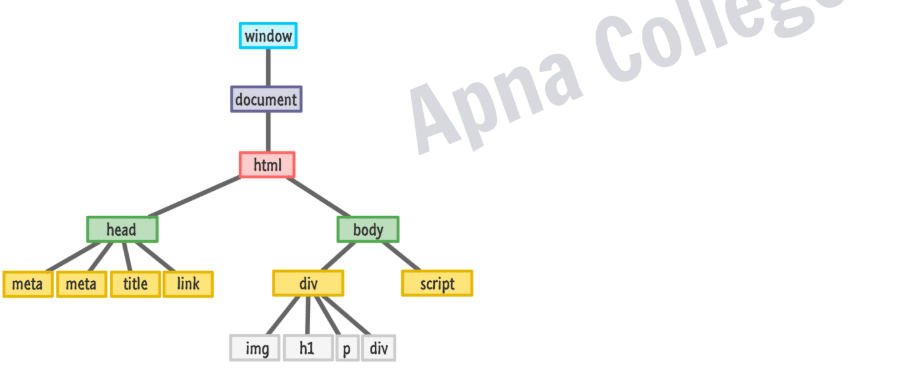 window
Apna College
document
html
head
body
meta meta title link
div script
img h1 p div